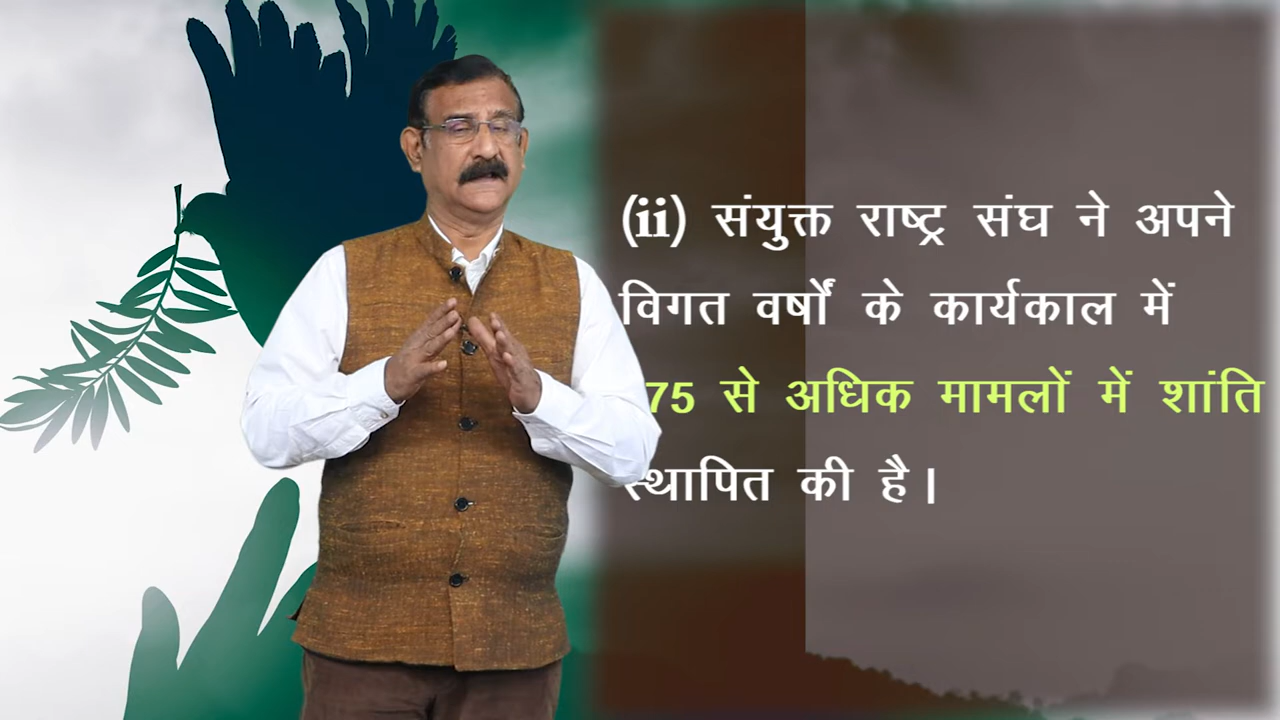 (ii) संयुक्त राष्ट्र संघ ने अपने
विगत वर्षों के कार्यकाल में
75 से अधिक मामलों में शांति
स्थापित की है।